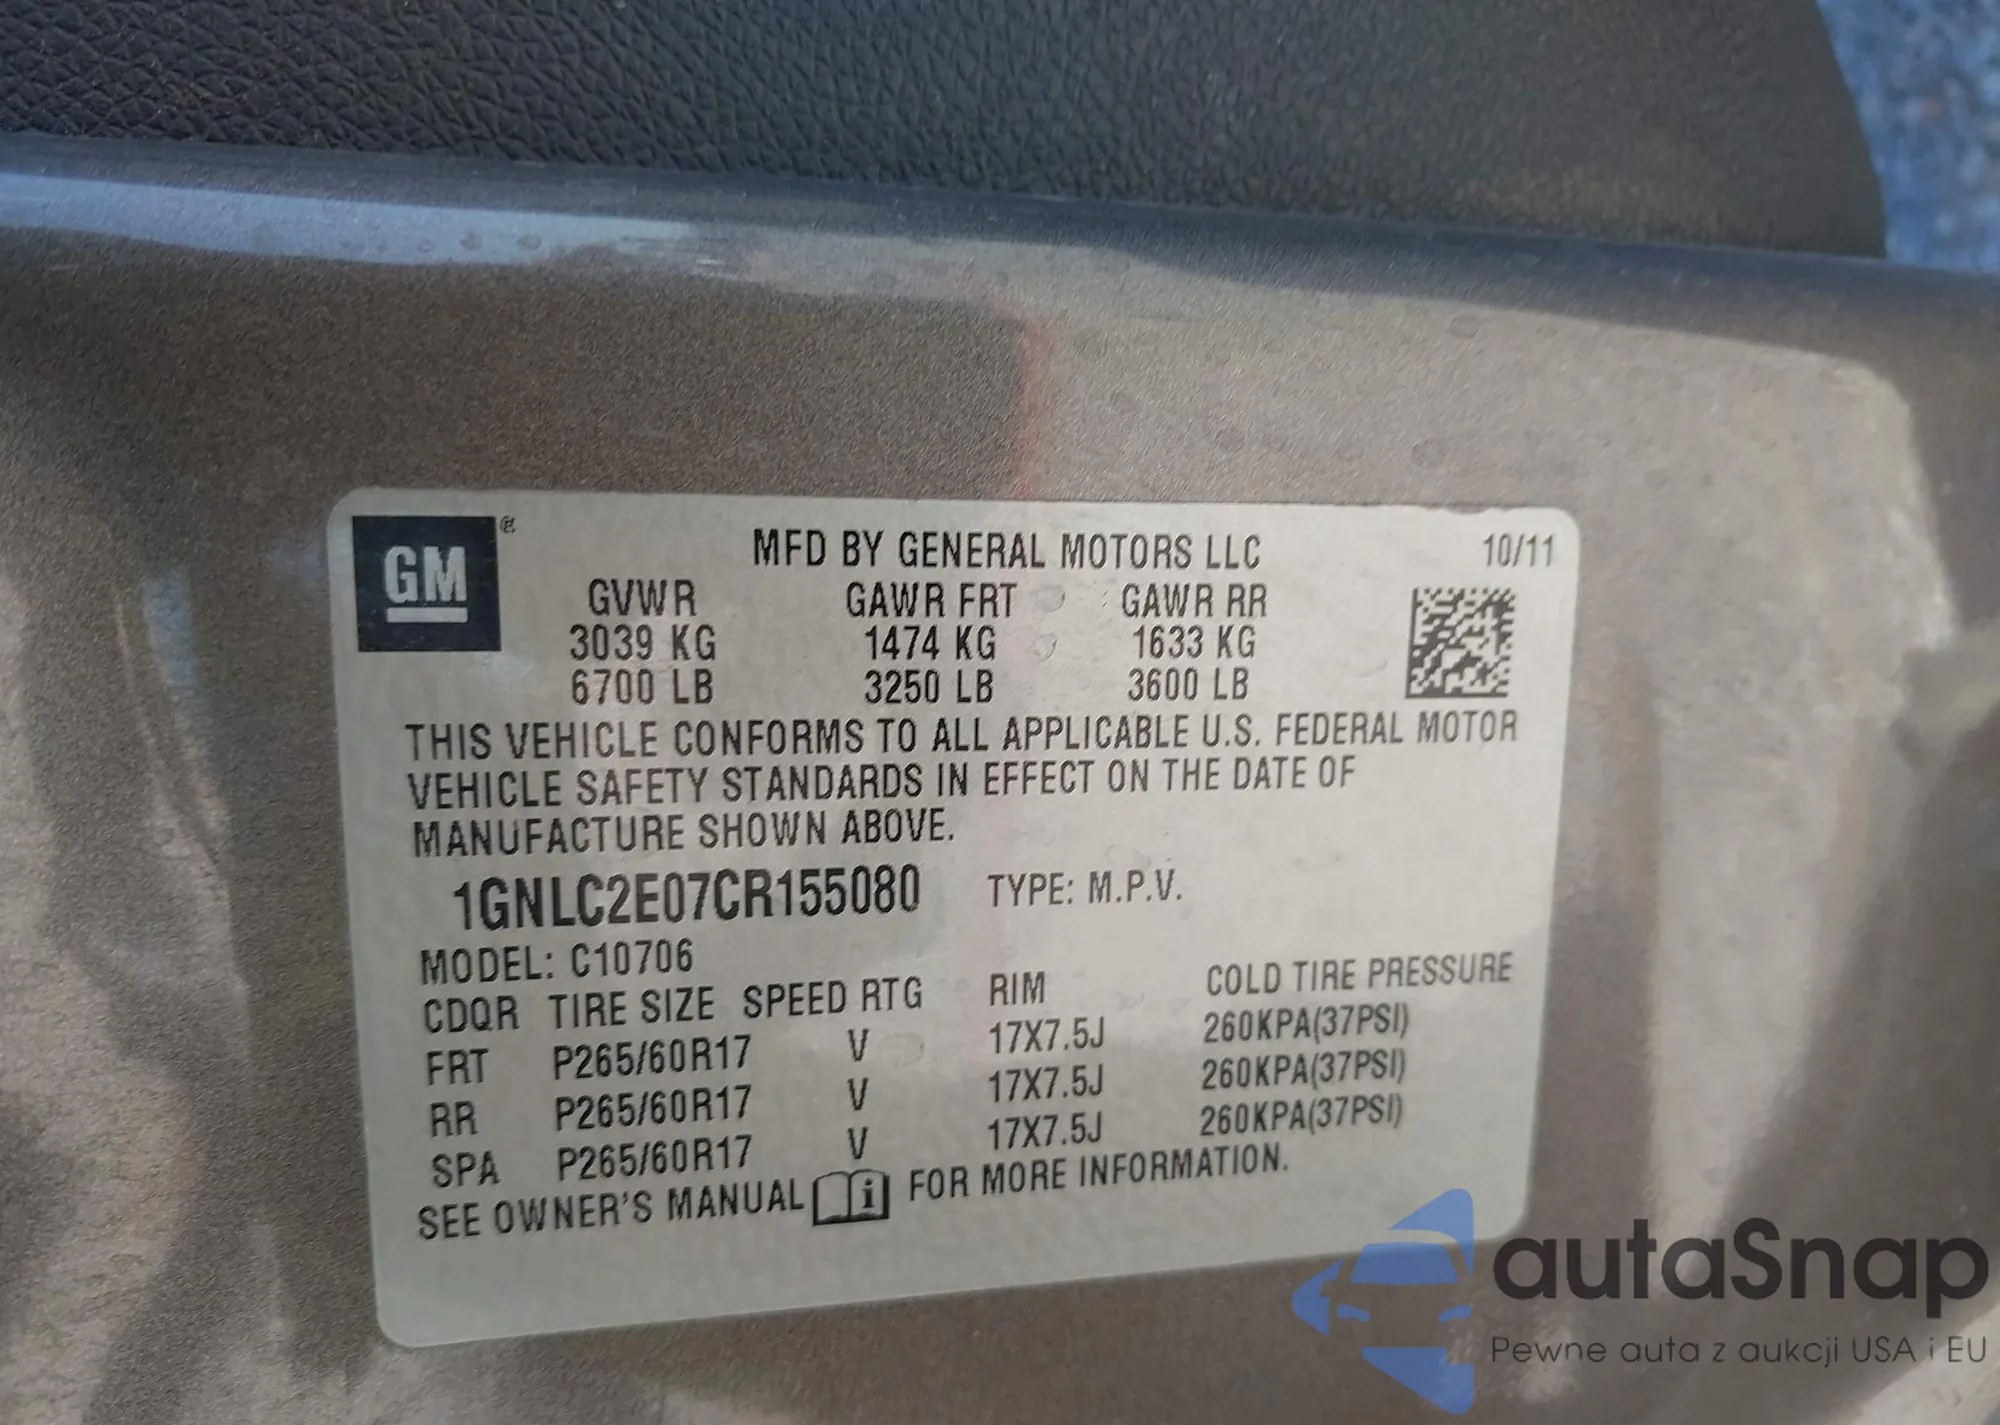 GM®
MFD BY GENERAL MOTORS LLC 10/11
GVWR GAWR FRT GAWR RR
3039 KG 1474 KG 1633 KG
6700 LB 3250 LB 3600 LB
THIS VEHICLE CONFORMS TO ALL APPLICABLE U.S. FEDERAL MOTOR
VEHICLE SAFETY STANDARDS IN EFFECT ON THE DATE OF
MANUFACTURE SHOWN ABOVE.
1GNLC2E07CR155080 TYPE: M.P.V.
MODEL: C10706
CDQR TIRE SIZE SPEED RTG RIM COLD TIRE PRESSURE
FRT P265/60R17 V 17X7.5J 260KPA(37PSI)
RR P265/60R17 V 17X7.5J 260KPA(37PSI)
SPA P265/60R17 V 17X7.5J 260KPA(37PSI)
SEE OWNER'S MANUAL i FOR MORE INFORMATION.
autaSnap
Pewne auta z aukcji USA i EU